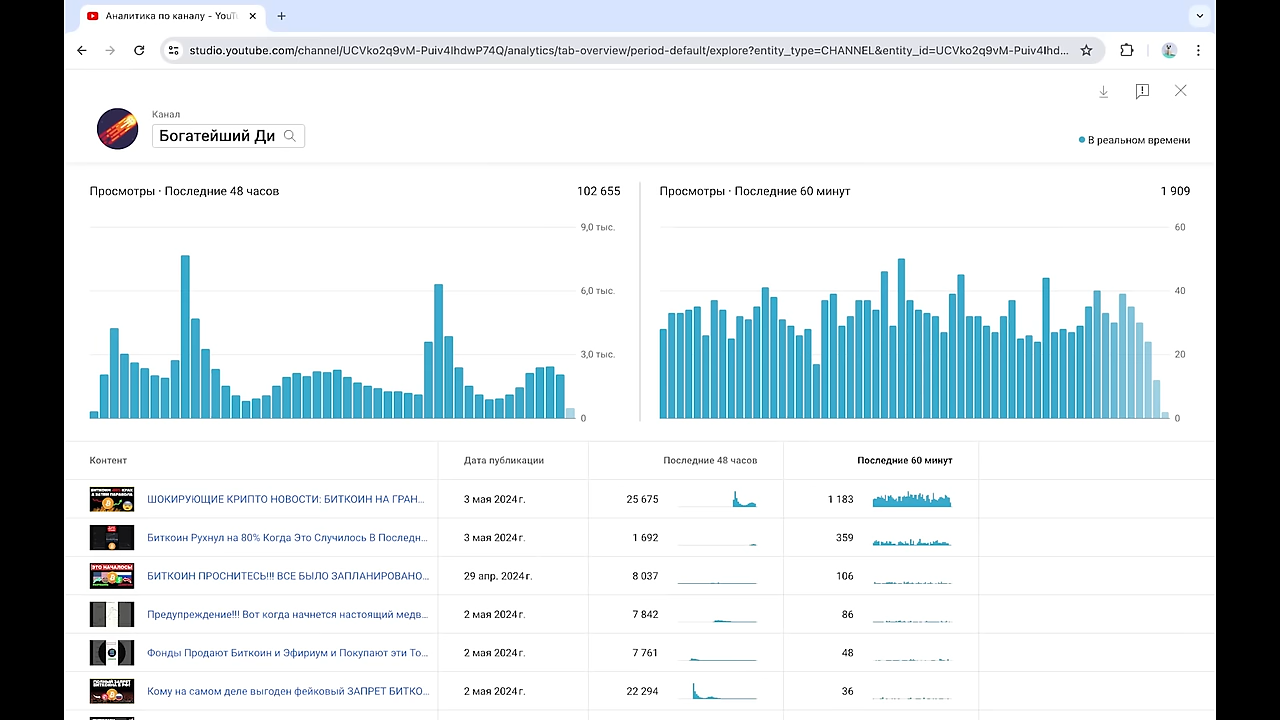 Аналитика по каналу - YouT
studio.youtube.com/channel/UCVko2q9vM-Puiv4IhdwP74Q/analytics/tab-overview/period-default/explore?entity_type=CHANNEL&entity_id=UCVko2q9vM-Puiv4Ihd...
Канал
Богатейший Ди
В реальном времени
Просмотры · Последние 48 часов 102 655
9,0 тыс.
6,0 тыс.
3,0 тыс.
0
Просмотры · Последние 60 минут 1 909
60
40
20
0
Контент Дата публикации Последние 48 часов Последние 60 минут
ШОКИРУЮЩИЕ КРИПТО НОВОСТИ: БИТКОИН НА ГРАН... 3 мая 2024 г. 25 675 1 183
Биткоин Рухнул на 80% Когда Это Случилось В Последн... 3 мая 2024 г. 1 692 359
БИТКОИН ПРОСНИТЕСЬ!!! ВСЕ БЫЛО ЗАПЛАНИРОВАНО... 29 апр. 2024 г. 8 037 106
Предупреждение!!! Вот когда начнется настоящий медв... 2 мая 2024 г. 7 842 86
Фонды Продают Биткоин и Эфириум и Покупают эти То... 2 мая 2024 г. 7 761 48
Кому на самом деле выгоден фейковый ЗАПРЕТ БИТКО... 2 мая 2024 г. 22 236 36